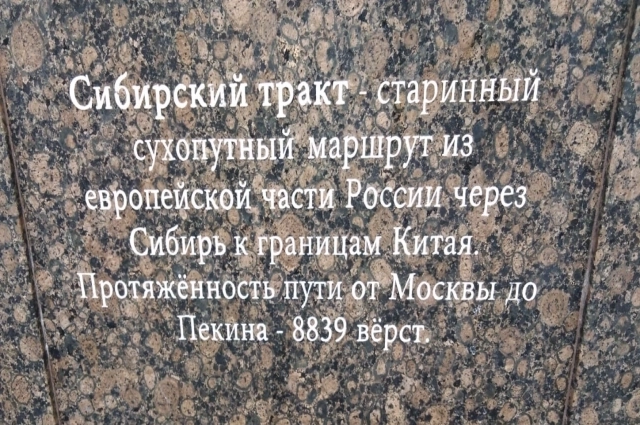 Сибирский тракт - старинный
сухопутный маршрут из
европейской части России через
Сибирь к границам Китая.
Протяжённость пути от Москвы до
Пекина - 8839 вёрст.